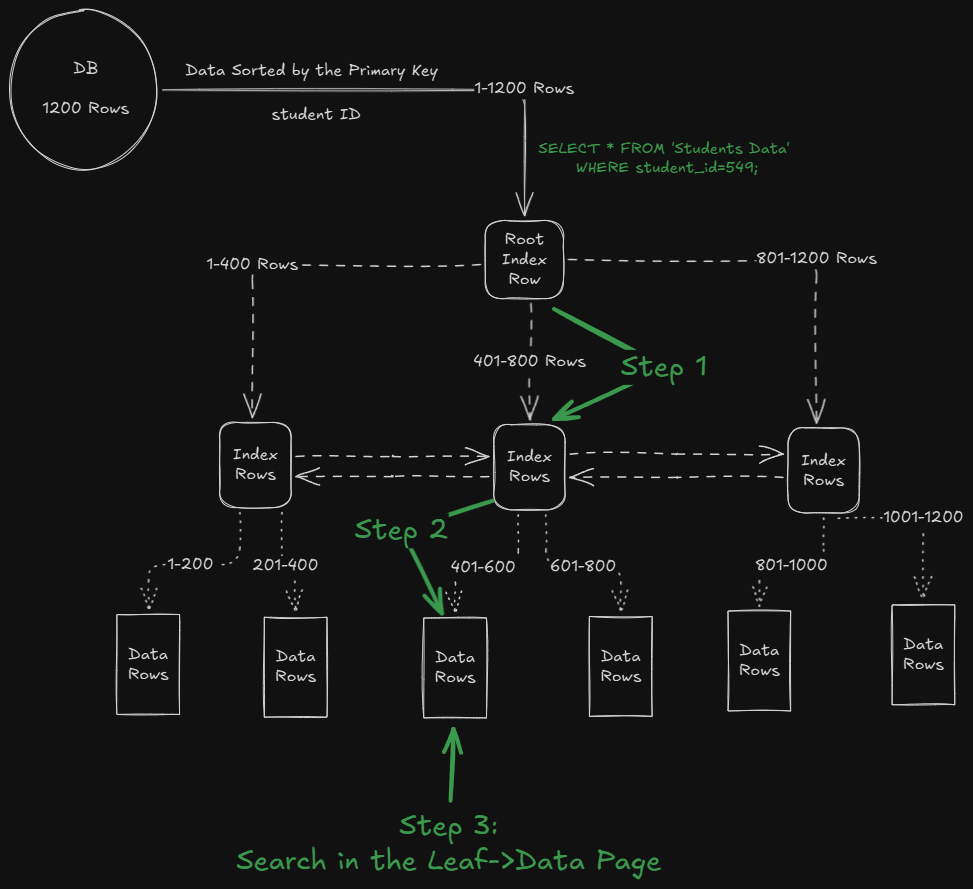 DB
1200 Rows
Data Sorted by the Primary Key
student ID
1-1200 Rows
SELECT * FROM 'Students Data'
WHERE student_id=549;
Root
Index
Row
1-400 Rows
801-1200 Rows
401-800 Rows
Step 1
Index
Rows
Index
Rows
Index
Rows
Step 2
1-200
201-400
401-600
601-800
801-1000
1001-1200
Data
Rows
Data
Rows
Data
Rows
Data
Rows
Data
Rows
Data
Rows
Step 3:
Search in the Leaf->Data Page